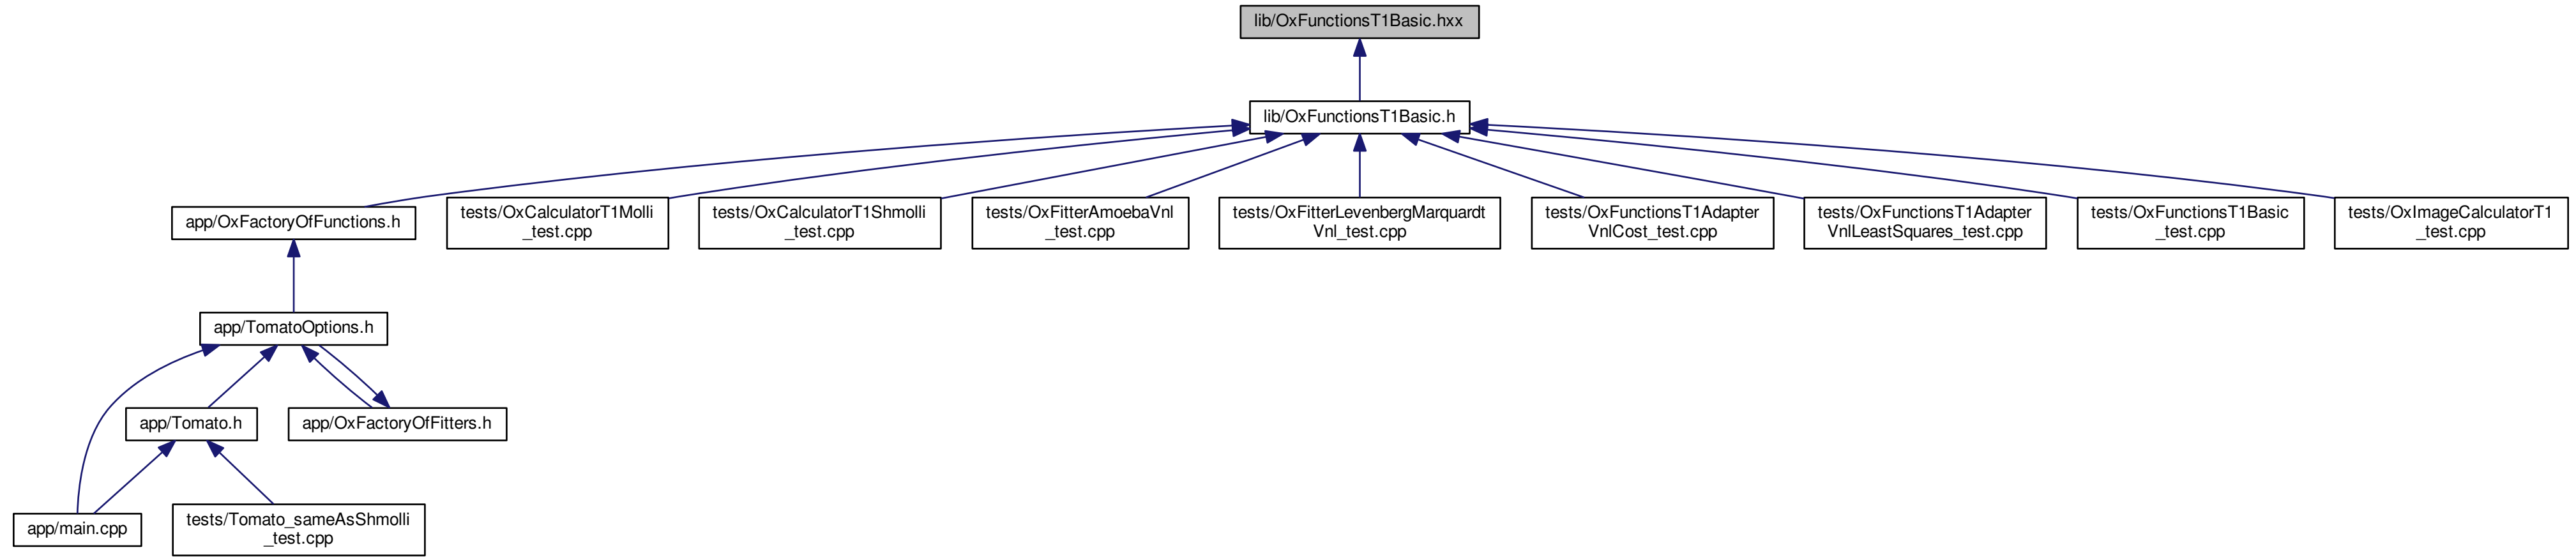 lib/OxFunctionsT1Basic.hxx
lib/OxFunctionsT1Basic.h
app/OxFactoryOfFunctions.h
tests/OxCalculatorT1Molli
_test.cpp
tests/OxCalculatorT1Shmolli
_test.cpp
tests/OxFitterAmoebaVnl
_test.cpp
tests/OxFitterLevenbergMarquardt
Vnl_test.cpp
tests/OxFunctionsT1Adapter
VnlCost_test.cpp
tests/OxFunctionsT1Adapter
VnlLeastSquares_test.cpp
tests/OxFunctionsT1Basic
_test.cpp
tests/OxImageCalculatorT1
_test.cpp
app/TomatoOptions.h
app/Tomato.h
app/OxFactoryOfFitters.h
app/main.cpp
tests/Tomato_sameAsShmolli
_test.cpp